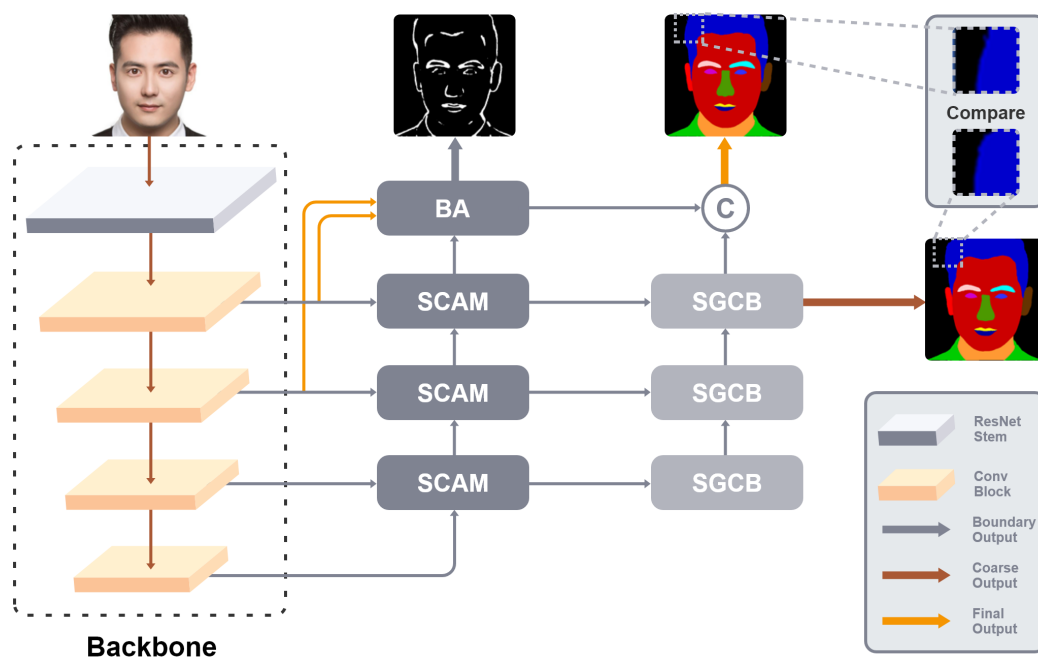 Compare
BA
C
SCAM
SGCB
SCAM
SGCB
SCAM
SGCB
ResNet
Stem
Conv
Block
Boundary
Output
Coarse
Output
Final
Output
Backbone